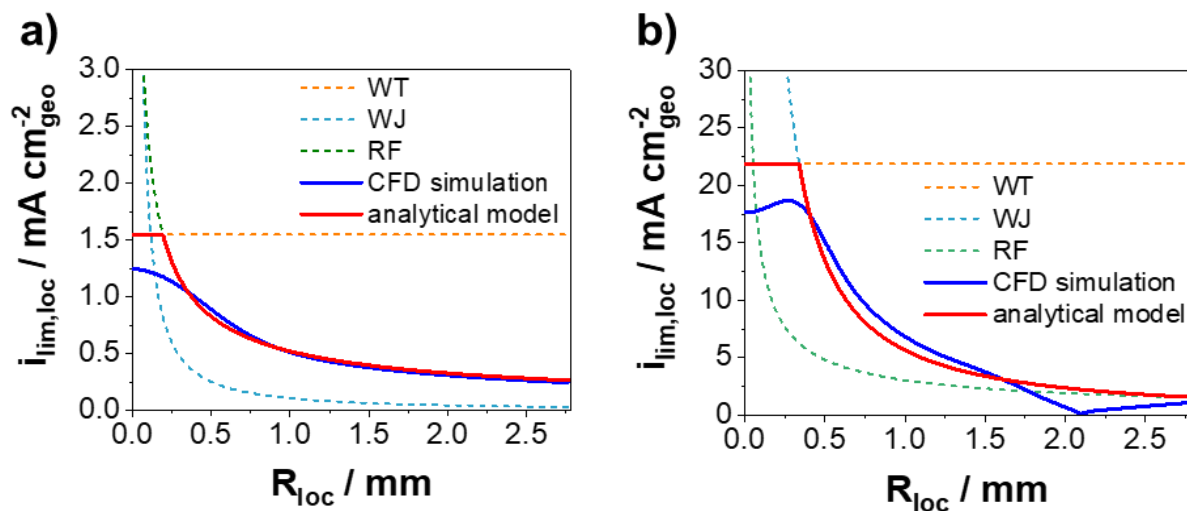 a)
3.0
2.5
2.0
1.5
1.0
0.5
0.0
i_lim,loc / mA cm^-2_geo
WT
WJ
RF
CFD simulation
analytical model
0.0 0.5 1.0 1.5 2.0 2.5
R_loc / mm
b)
30
25
20
15
10
5
0
i_lim,loc / mA cm^-2_geo
WT
WJ
RF
CFD simulation
analytical model
0.0 0.5 1.0 1.5 2.0 2.5
R_loc / mm